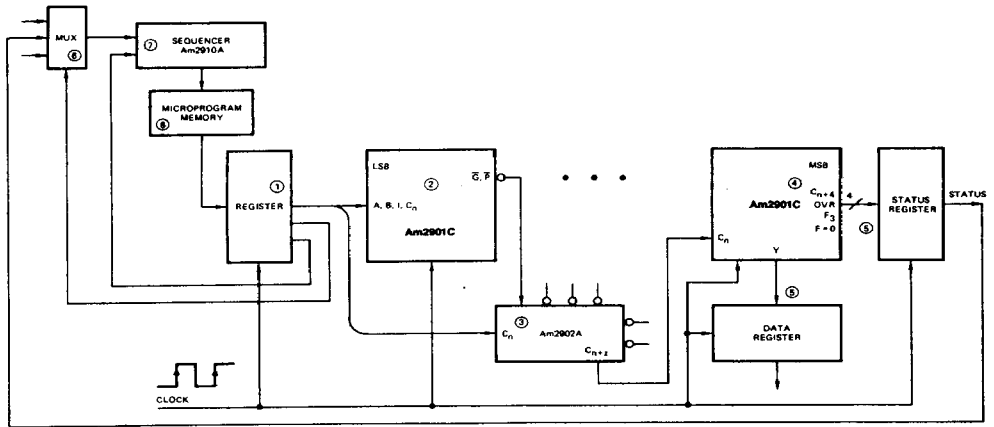 MUX
⑥
⑦
SEQUENCER
Am2910A
MICROPROGRAM
MEMORY
⑧
①
REGISTER
LSB
②
G̅, P̅
A, B, I, Cn
Am2901C
• • •
MSB
④
Cn+4
OVR
F3
F = 0
Am2901C
Cn
Y
4
⑤
STATUS
REGISTER
STATUS
③
Cn
Am2902A
Cn+z
⑤
DATA
REGISTER
CLOCK